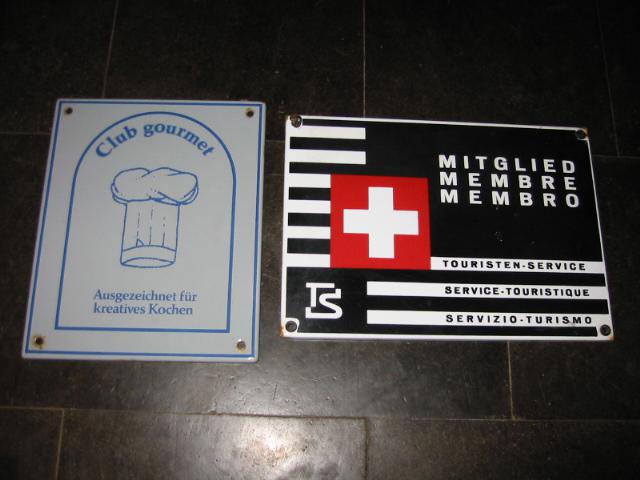 Club gourmet
Ausgezeichnet für
kreatives Kochen
MITGLIED
MEMBRE
MEMBRO
TOURISTEN-SERVICE
SERVICE-TOURISTIQUE
SERVIZIO-TURISMO
TS